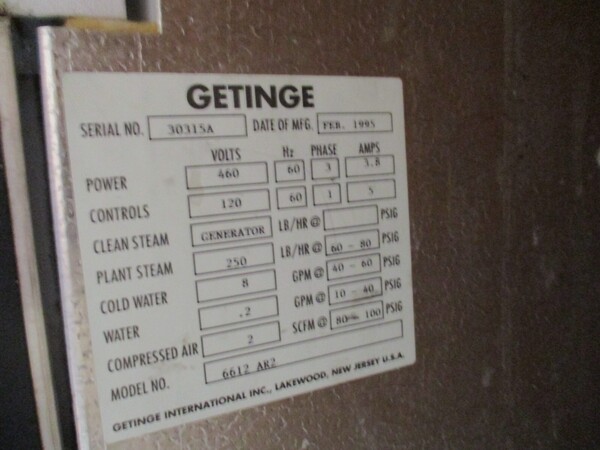 GETINGE
SERIAL NO. 30315A DATE OF MFG. FEB. 1995
VOLTS Hz PHASE AMPS
POWER 460 60 3 3.8
CONTROLS 120 60 1 5
CLEAN STEAM GENERATOR LB/HR @ PSIG
PLANT STEAM 250 LB/HR @ 60 - 80 PSIG
COLD WATER 8 GPM @ 40 - 60 PSIG
WATER .2 GPM @ 10 - 40 PSIG
COMPRESSED AIR 2 SCFM @ 80 - 100 PSIG
MODEL NO. 6612 AR2
GETINGE INTERNATIONAL INC., LAKEWOOD, NEW JERSEY U.S.A.